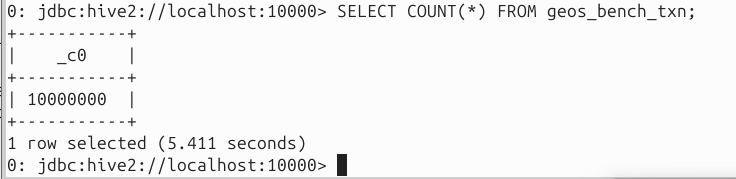 0: jdbc:hive2://localhost:10000> SELECT COUNT(*) FROM geos_bench_txn;
+-----------+
|    _c0    |
+-----------+
| 10000000  |
+-----------+
1 row selected (5.411 seconds)
0: jdbc:hive2://localhost:10000>